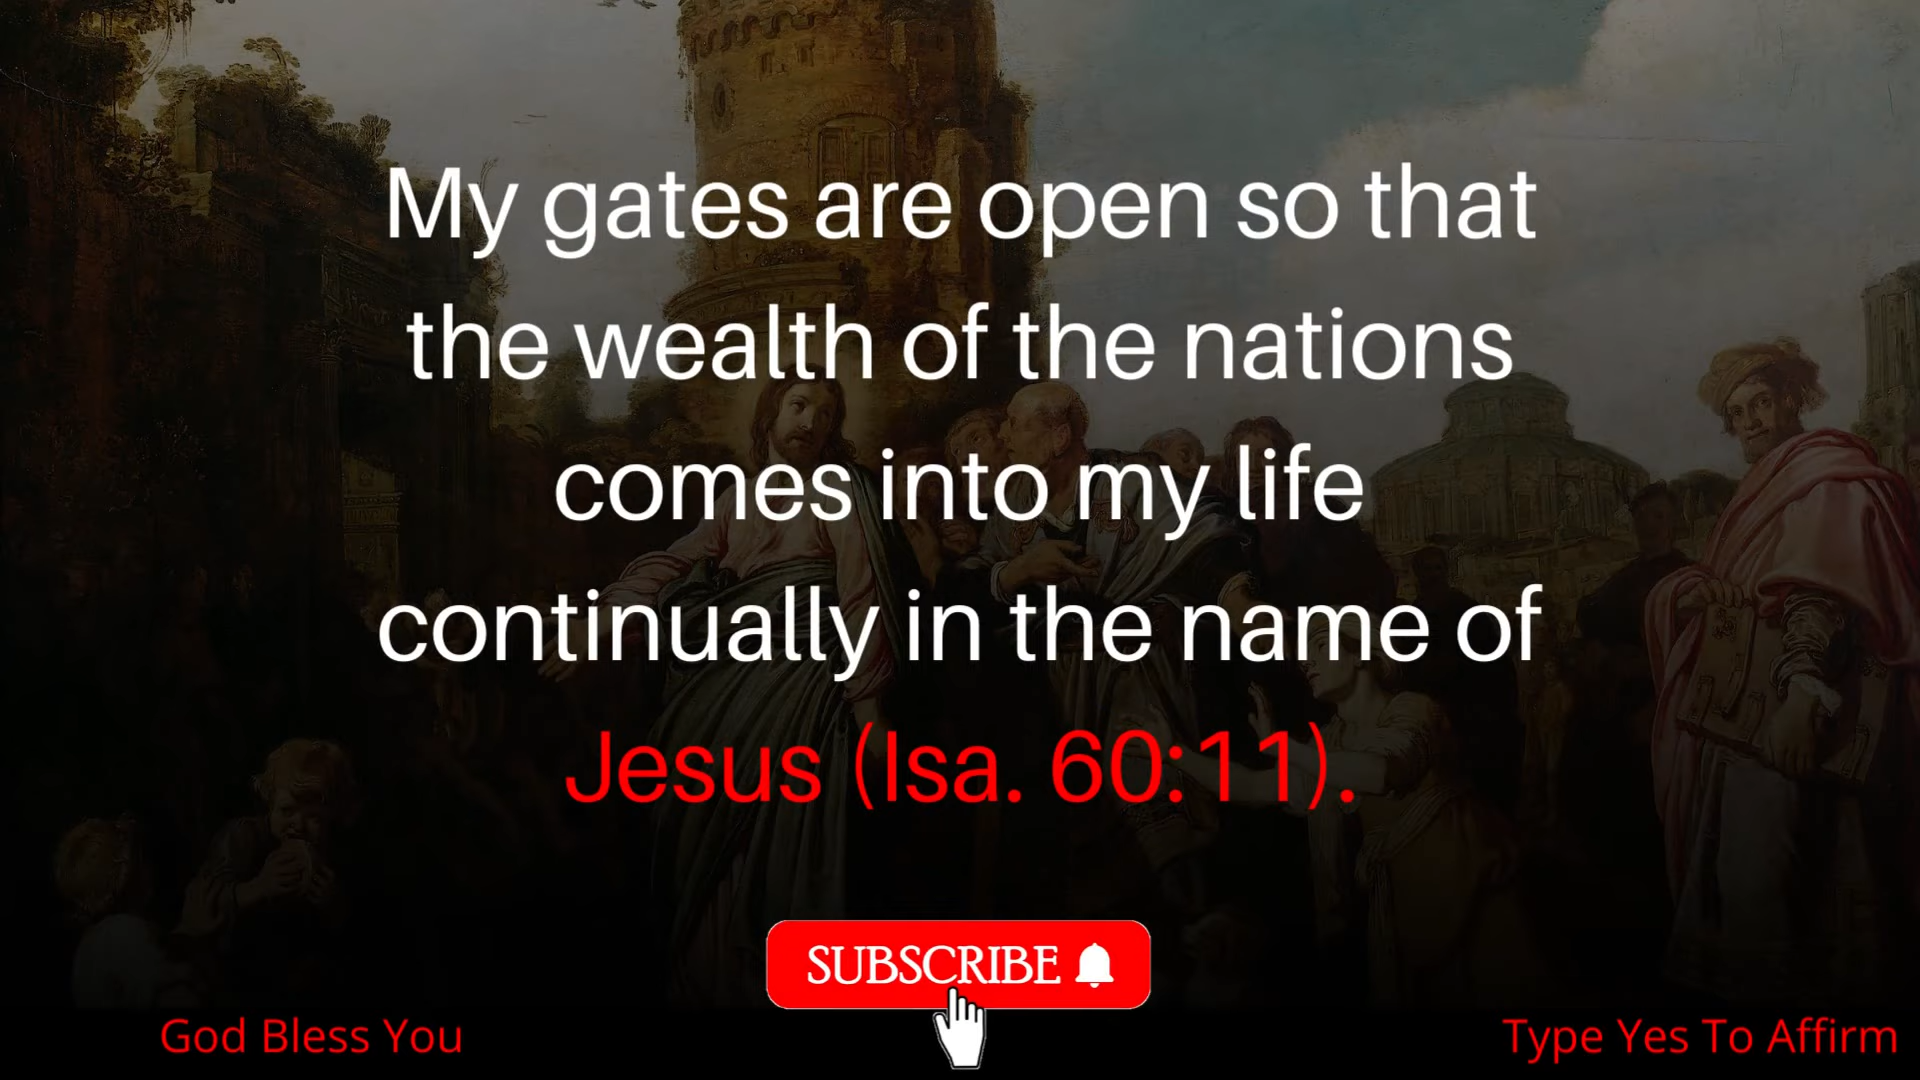 My gates are open so that
the wealth of the nations
comes into my life
continually in the name of
Jesus (Isa. 60:11).
SUBSCRIBE
God Bless You
Type Yes To Affirm